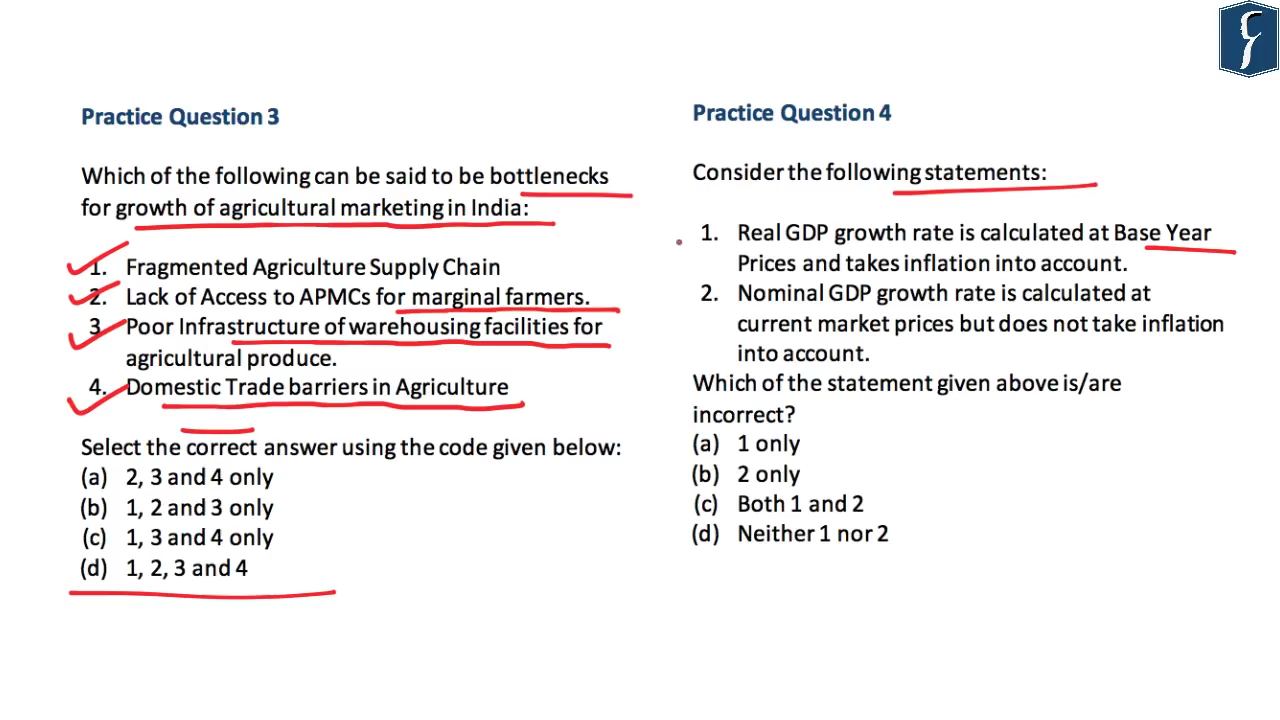 Practice Question 3
Which of the following can be said to be bottlenecks
for growth of agricultural marketing in India:
1. Fragmented Agriculture Supply Chain
2. Lack of Access to APMCs for marginal farmers.
3. Poor Infrastructure of warehousing facilities for
agricultural produce.
4. Domestic Trade barriers in Agriculture
Select the correct answer using the code given below:
(a) 2, 3 and 4 only
(b) 1, 2 and 3 only
(c) 1, 3 and 4 only
(d) 1, 2, 3 and 4
Practice Question 4
Consider the following statements:
1. Real GDP growth rate is calculated at Base Year
Prices and takes inflation into account.
2. Nominal GDP growth rate is calculated at
current market prices but does not take inflation
into account.
Which of the statement given above is/are
incorrect?
(a) 1 only
(b) 2 only
(c) Both 1 and 2
(d) Neither 1 nor 2